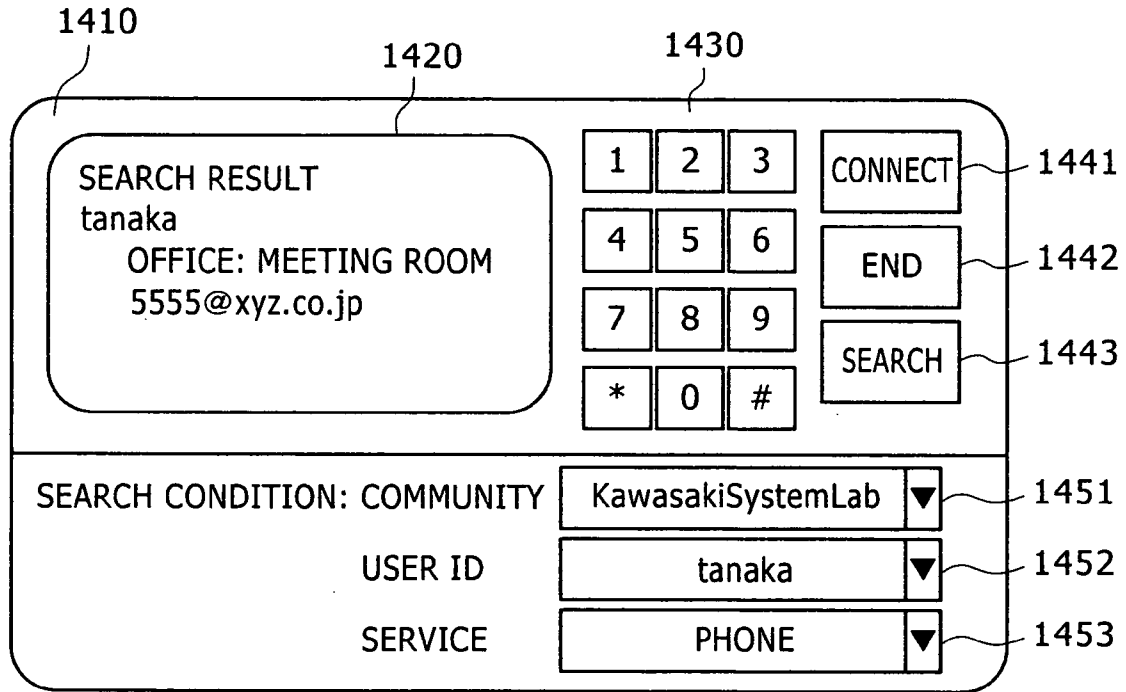 1410
1420
1430
SEARCH RESULT
tanaka
OFFICE: MEETING ROOM
5555@xyz.co.jp
1 2 3
4 5 6
7 8 9
* 0 #
CONNECT 1441
END 1442
SEARCH 1443
SEARCH CONDITION: COMMUNITY KawasakiSystemLab ▼ 1451
USER ID tanaka ▼ 1452
SERVICE PHONE ▼ 1453